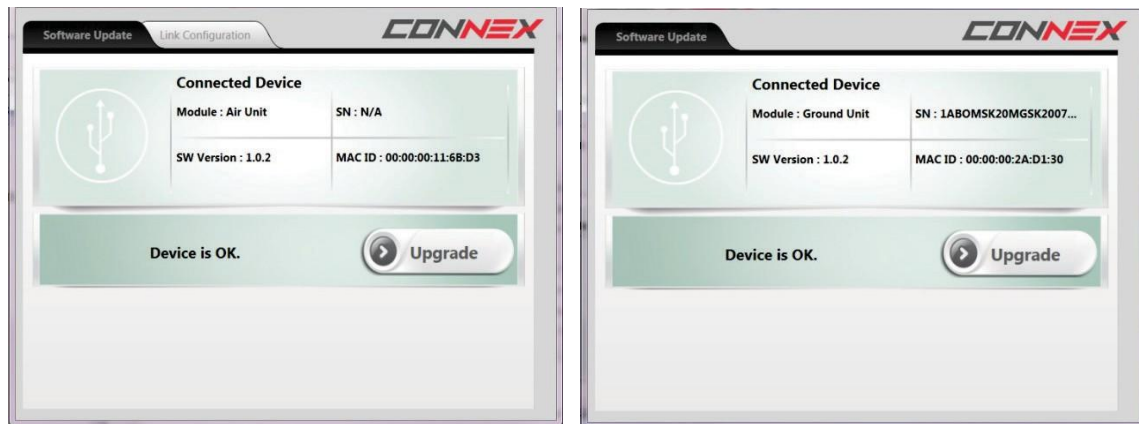 Software Update
Link Configuration
CONNEX
Connected Device
Module : Air Unit
SN : N/A
SW Version : 1.0.2
MAC ID : 00:00:00:11:6B:D3
Device is OK.
Upgrade
Software Update
CONNEX
Connected Device
Module : Ground Unit
SN : 1ABOMSK20MGSK2007...
SW Version : 1.0.2
MAC ID : 00:00:00:2A:D1:30
Device is OK.
Upgrade